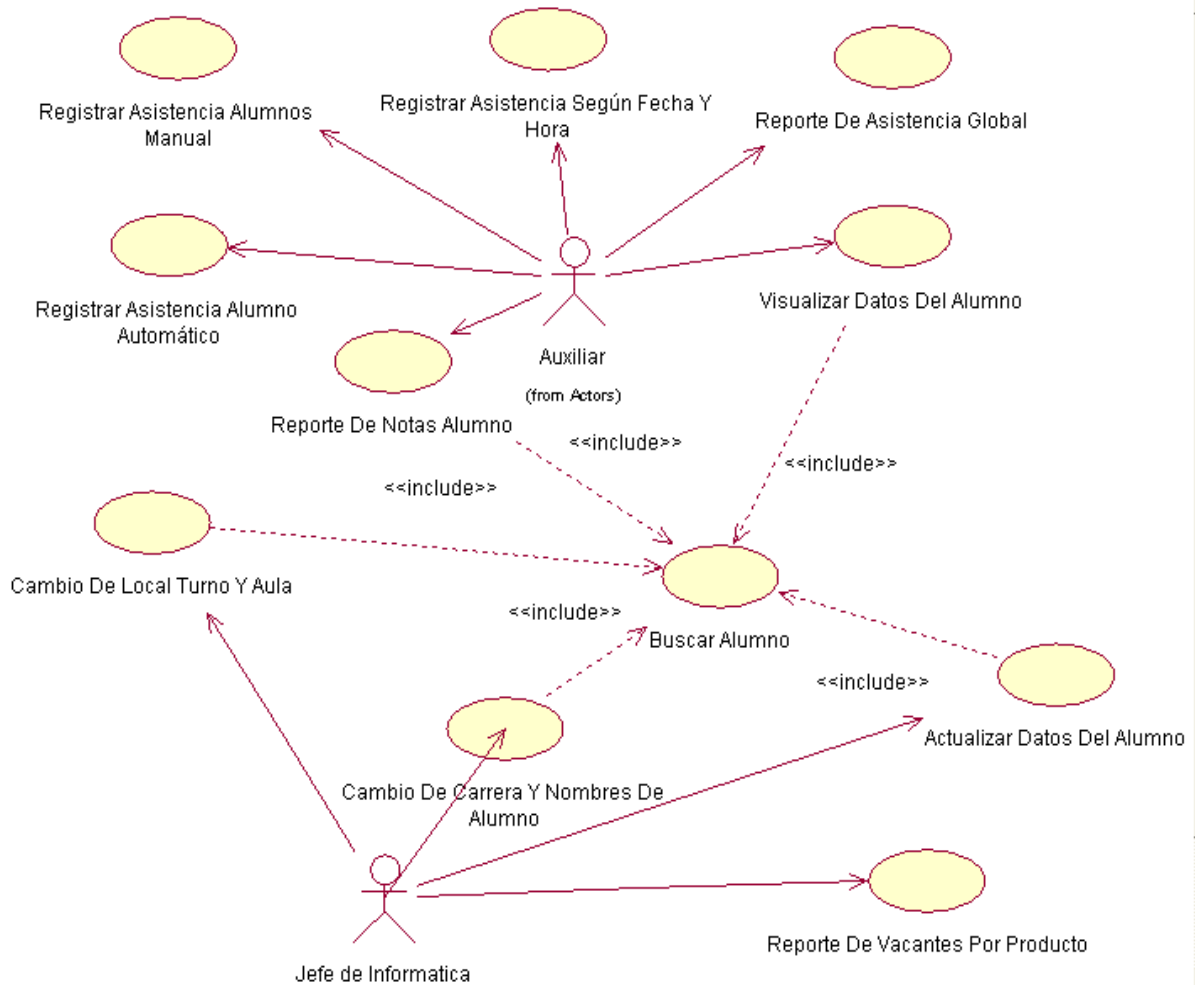 Registrar Asistencia Alumnos
Manual
Registrar Asistencia Según Fecha Y
Hora
Reporte De Asistencia Global
Registrar Asistencia Alumno
Automático
Visualizar Datos Del Alumno
Auxiliar
(from Actors)
Reporte De Notas Alumno
<<include>>
<<include>>
<<include>>
Cambio De Local Turno Y Aula
<<include>>
Buscar Alumno
<<include>>
Actualizar Datos Del Alumno
Cambio De Carrera Y Nombres De
Alumno
Reporte De Vacantes Por Producto
Jefe de Informatica